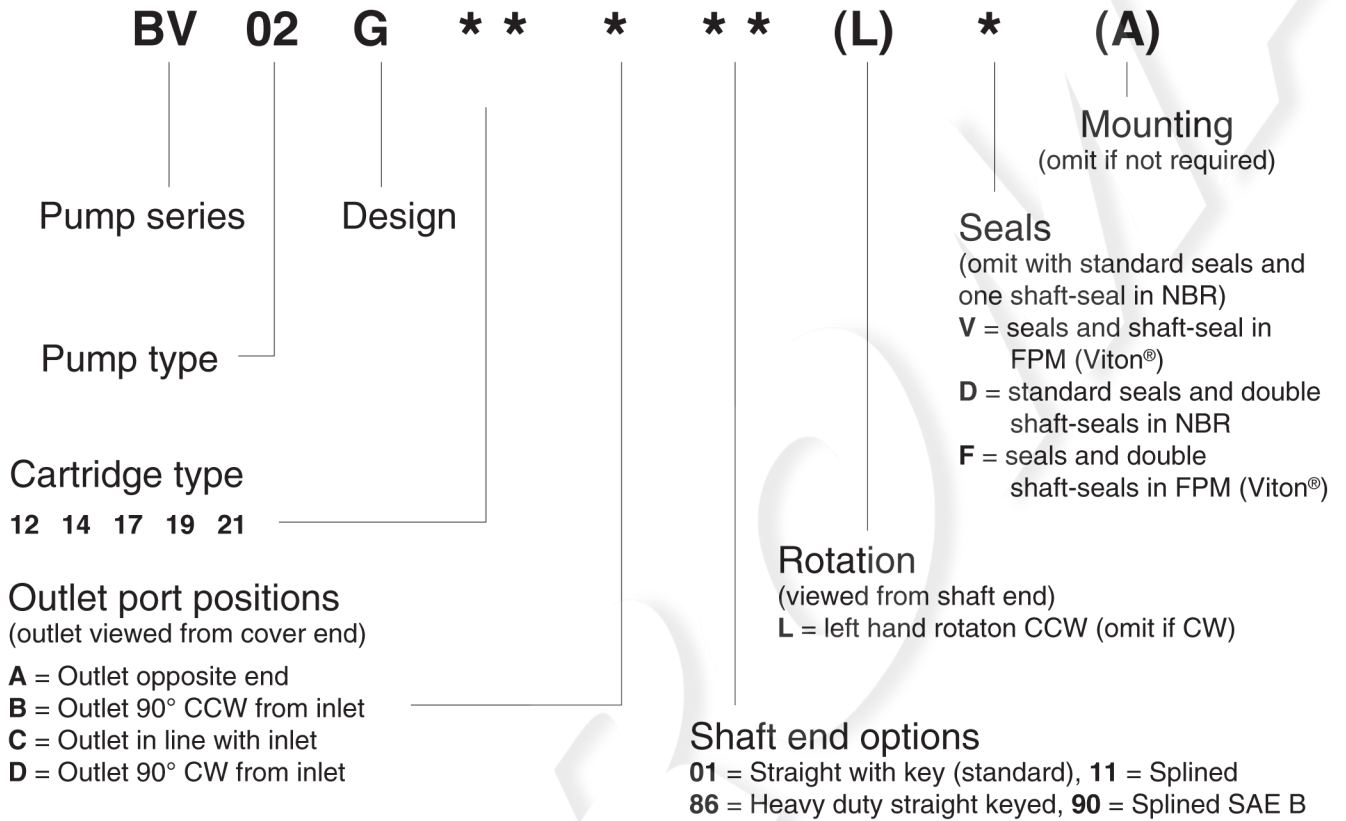 BV 02 G * * * * * (L) * (A)
Mounting
(omit if not required)
Pump series
Design
Seals
(omit with standard seals and
one shaft-seal in NBR)
V = seals and shaft-seal in
FPM (Viton®)
D = standard seals and double
shaft-seals in NBR
F = seals and double
shaft-seals in FPM (Viton®)
Pump type
Cartridge type
12 14 17 19 21
Rotation
(viewed from shaft end)
L = left hand rotaton CCW (omit if CW)
Outlet port positions
(outlet viewed from cover end)
A = Outlet opposite end
B = Outlet 90° CCW from inlet
C = Outlet in line with inlet
D = Outlet 90° CW from inlet
Shaft end options
01 = Straight with key (standard), 11 = Splined
86 = Heavy duty straight keyed, 90 = Splined SAE B